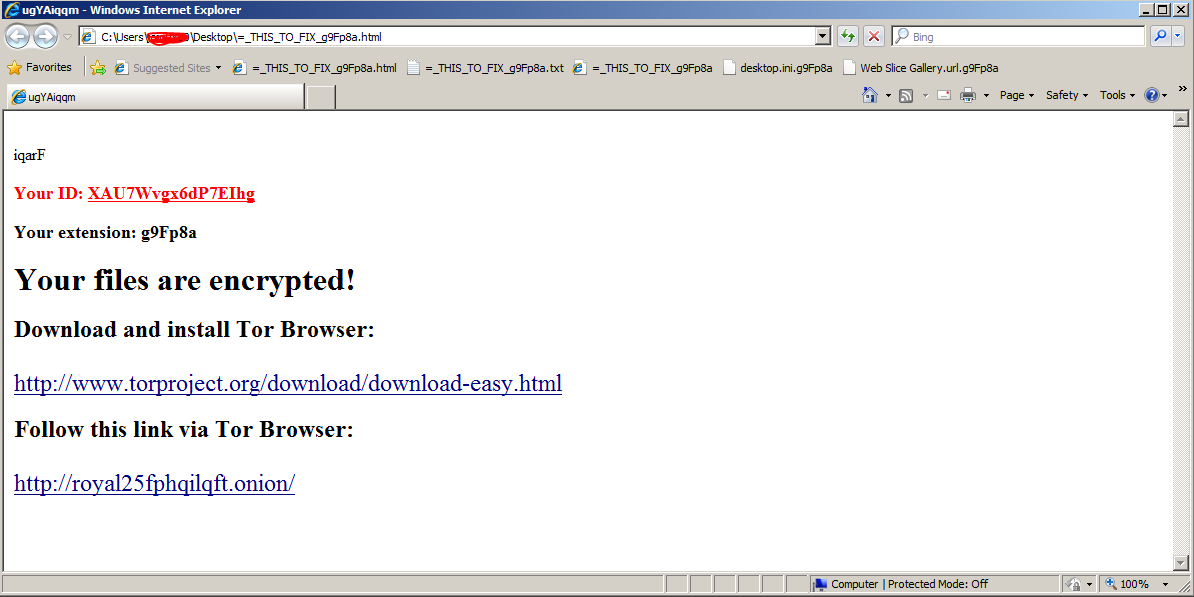 ugYAiqqm - Windows Internet Explorer
C:\Users\ \Desktop\=_THIS_TO_FIX_g9Fp8a.html Bing
Favorites Suggested Sites =_THIS_TO_FIX_g9Fp8a.html =_THIS_TO_FIX_g9Fp8a.txt =_THIS_TO_FIX_g9Fp8a desktop.ini.g9Fp8a Web Slice Gallery.url.g9Fp8a
ugYAiqqm Page Safety Tools
iqarF
Your ID: XAU7Wvgx6dP7EIhg
Your extension: g9Fp8a
Your files are encrypted!
Download and install Tor Browser:
http://www.torproject.org/download/download-easy.html
Follow this link via Tor Browser:
http://royal25fphqilqft.onion/
Computer | Protected Mode: Off 100%